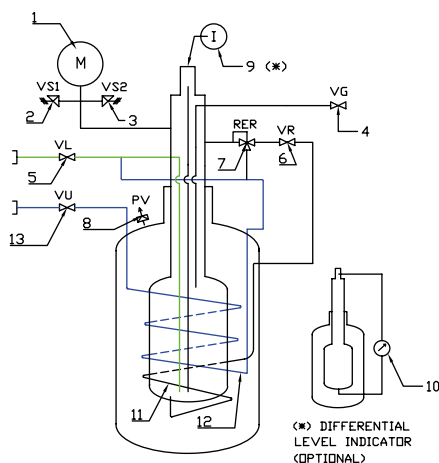 1
I
M
9 (*)
VS1
VS2
VG
2
3
4
RER
VR
VL
7
6
5
VU
PV
8
13
11
12
10
(*) DIFFERENTIAL
LEVEL INDICATOR
(OPTIONAL)